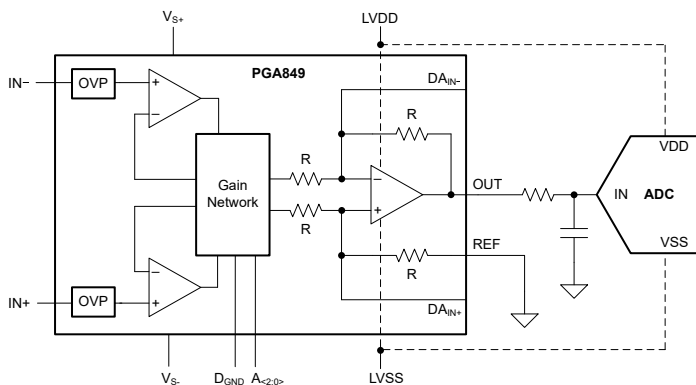 VS+
LVDD
PGA849
IN−
OVP
DAIN−
R
R
VDD
Gain
Network
OUT
IN
ADC
R
REF
R
VSS
IN+
OVP
DAIN+
VS-
DGND
A<2:0>
LVSS
+
−
−
+
−
+